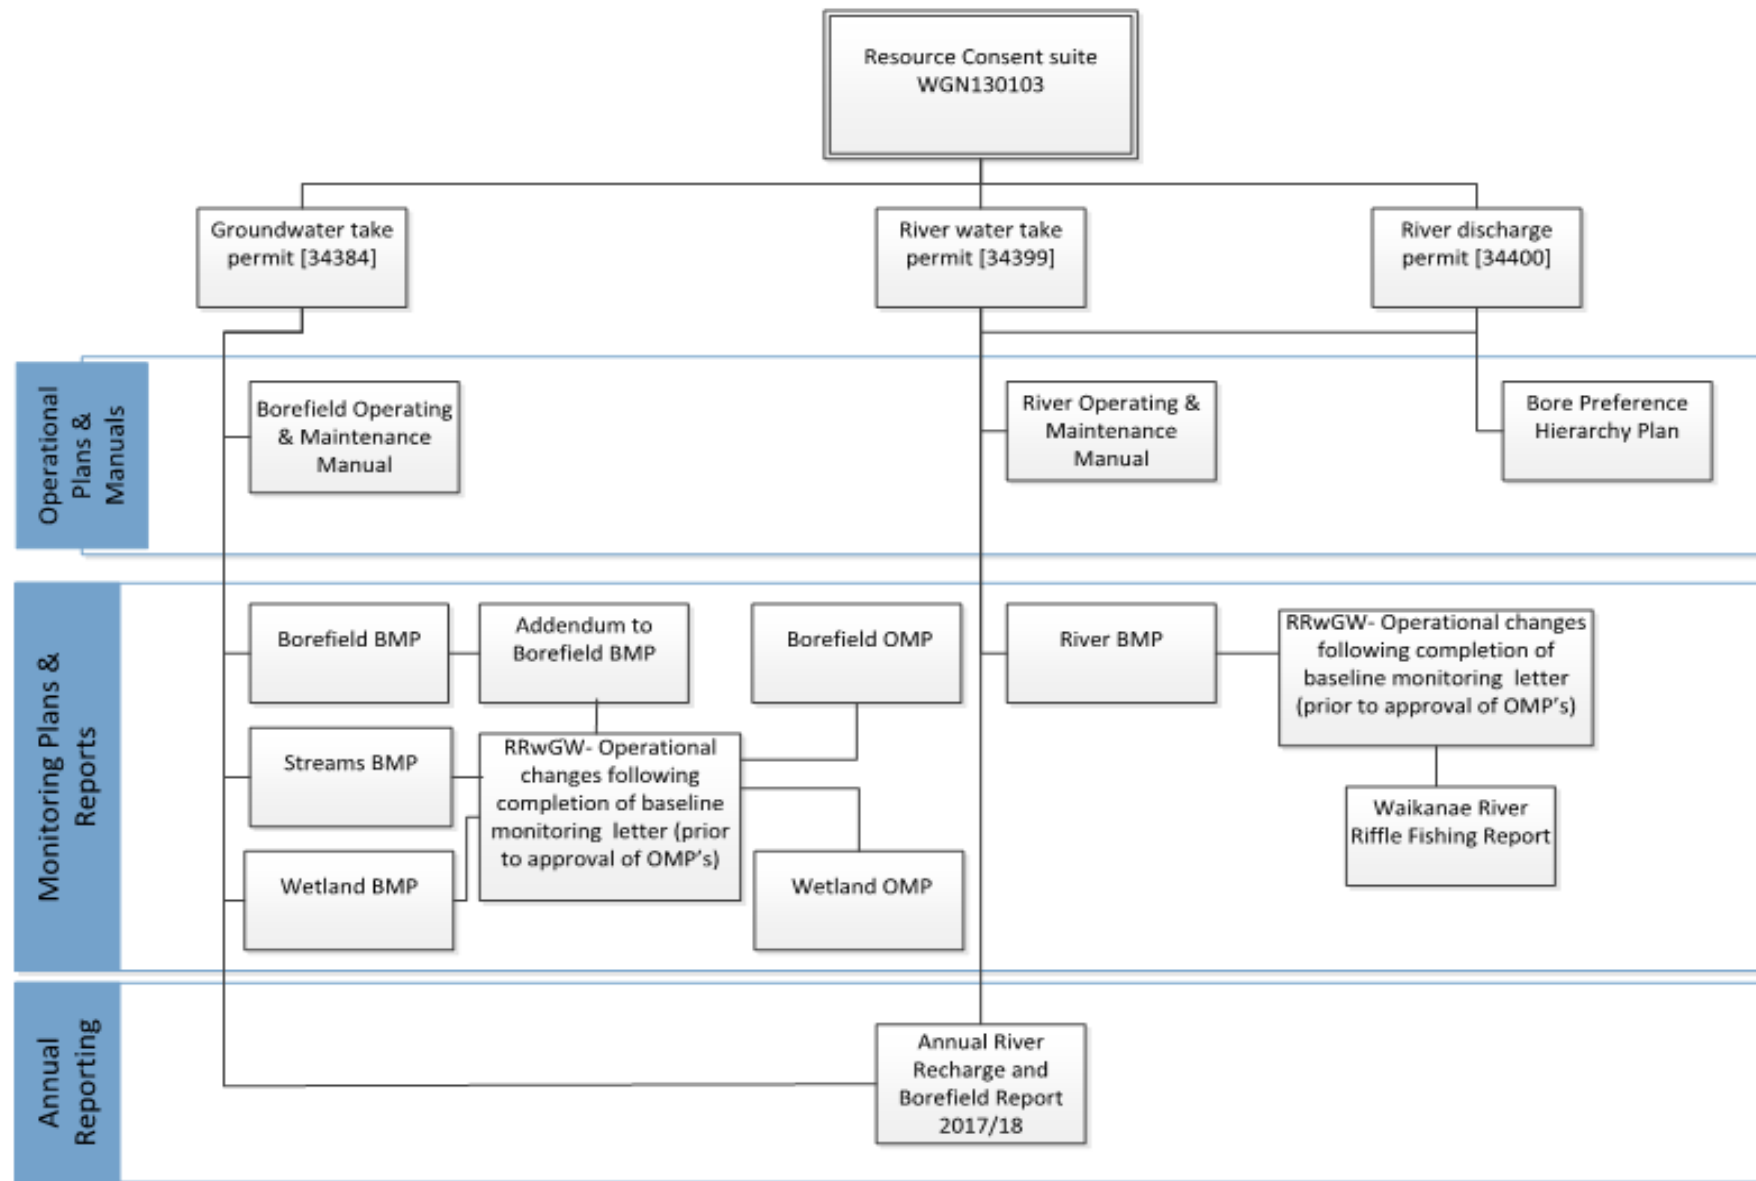 Resource Consent suite
WGN130103
Groundwater take
permit [34384]
River water take
permit [34399]
River discharge
permit [34400]
Operational
Plans &
Manuals
Borefield Operating
& Maintenance
Manual
River Operating &
Maintenance
Manual
Bore Preference
Hierarchy Plan
Monitoring Plans &
Reports
Borefield BMP
Addendum to
Borefield BMP
Borefield OMP
River BMP
RRwGW- Operational changes
following completion of
baseline monitoring letter
(prior to approval of OMP's)
Streams BMP
RRwGW- Operational
changes following
completion of baseline
monitoring letter (prior
to approval of OMP's)
Waikanae River
Riffle Fishing Report
Wetland BMP
Wetland OMP
Annual
Reporting
Annual River
Recharge and
Borefield Report
2017/18